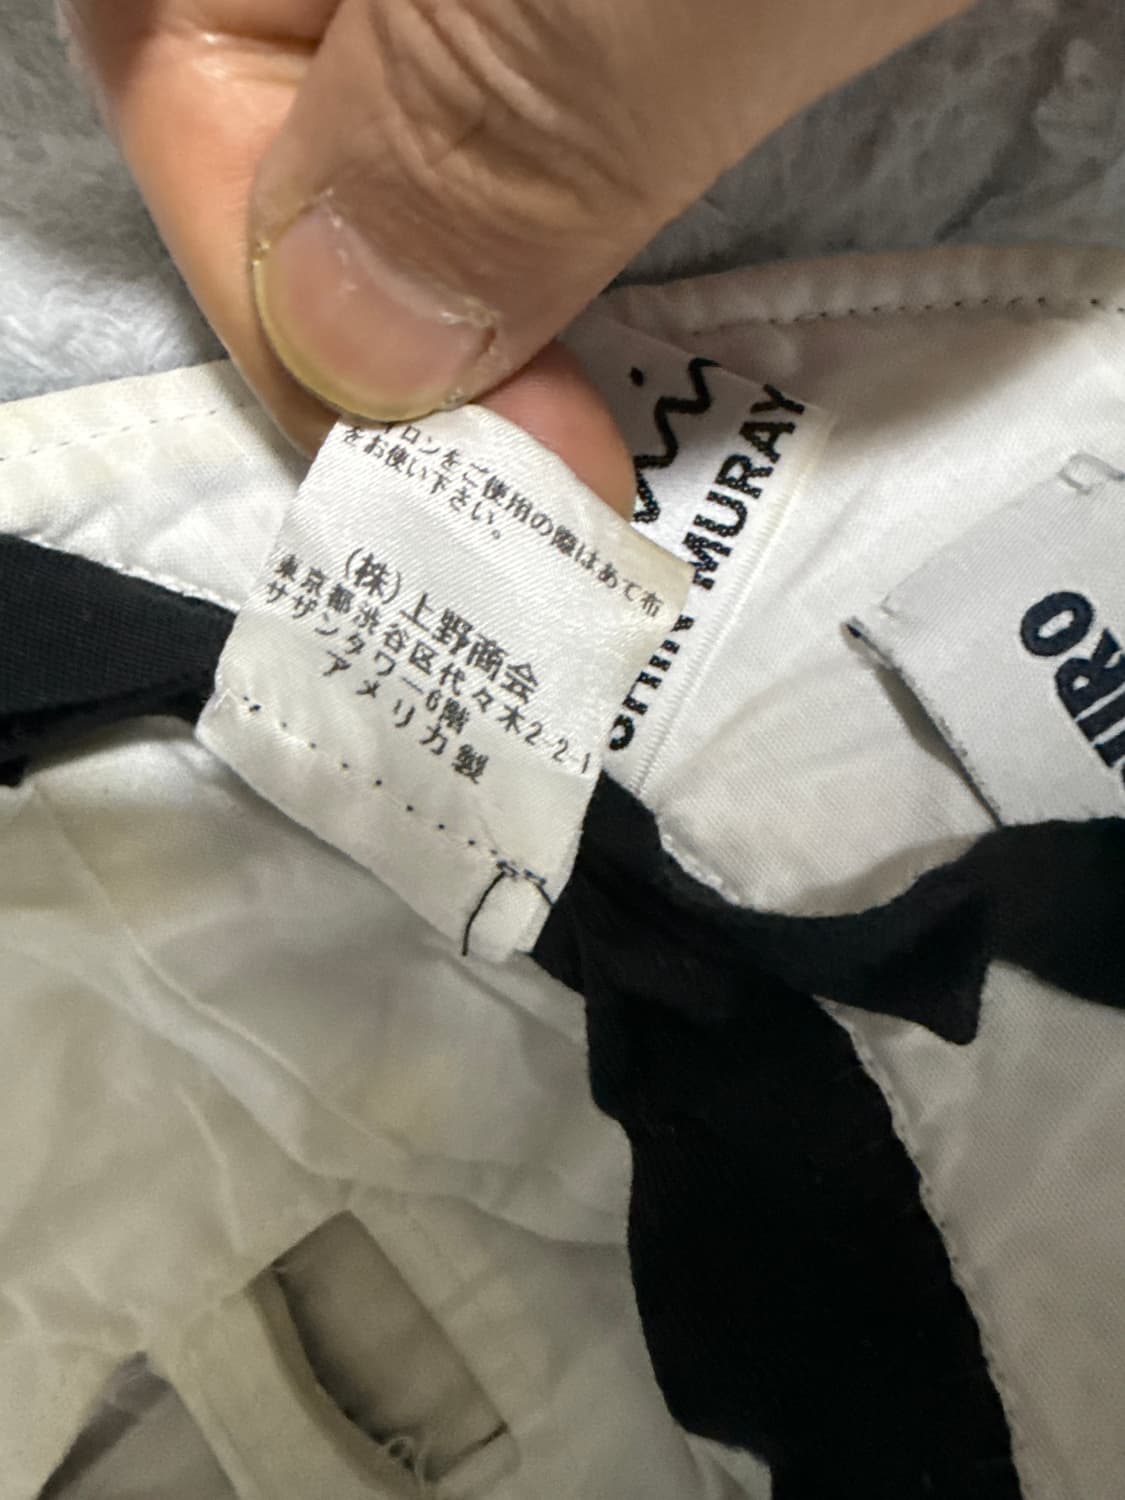 ロンをご使用の際はあて布
をお使い下さい。
(株)上野商会
東京都渋谷区代々木2-2-1
サザンタワー6階
アメリカ製
MURAY
URO